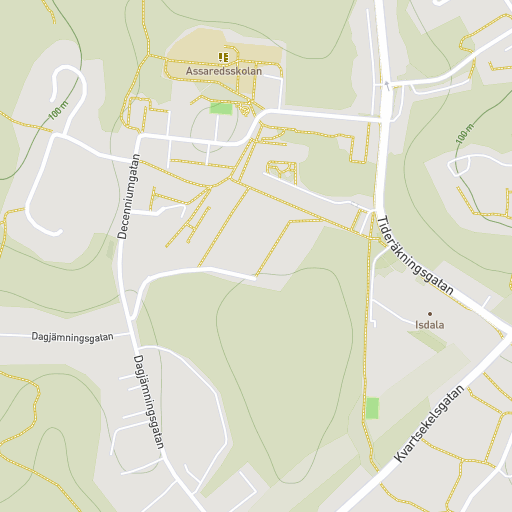 Assaredsskolan
100 m
100 m
Decenniumgatan
Tideräkningsgatan
Isdala
Dagjämningsgatan
Dagjämningsgatan
Kvartsekelsgatan